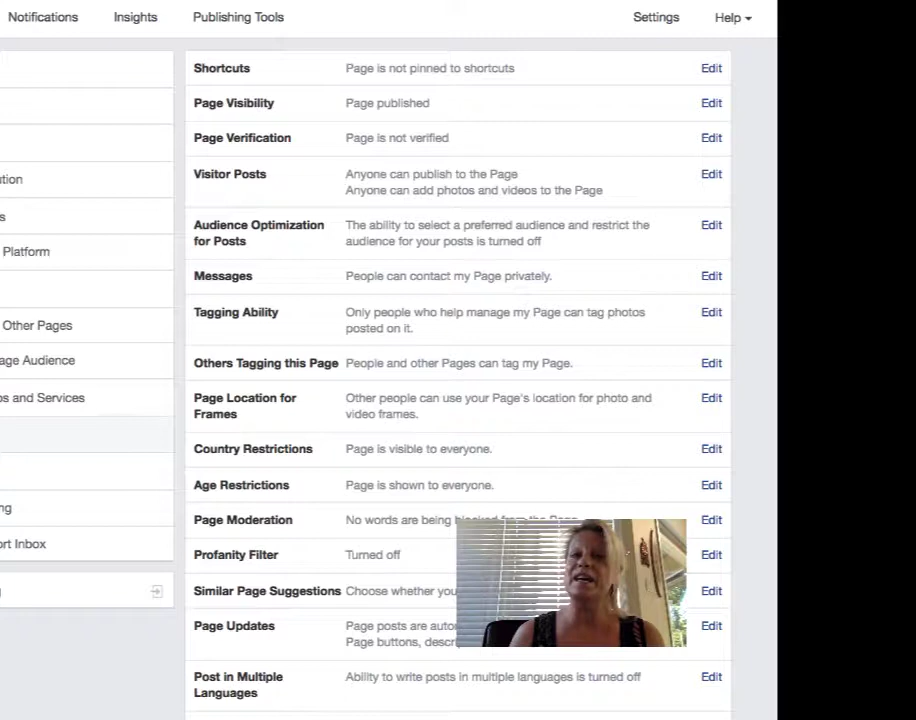 Notifications Insights Publishing Tools Settings Help
Shortcuts Page is not pinned to shortcuts Edit
Page Visibility Page published Edit
Page Verification Page is not verified Edit
Visitor Posts Anyone can publish to the Page Edit
Anyone can add photos and videos to the Page
Audience Optimization The ability to select a preferred audience and restrict the Edit
for Posts audience for your posts is turned off
Messages People can contact my Page privately. Edit
Tagging Ability Only people who help manage my Page can tag photos Edit
posted on it.
Others Tagging this Page People and other Pages can tag my Page. Edit
Page Location for Other people can use your Page's location for photo and Edit
Frames video frames.
Country Restrictions Page is visible to everyone. Edit
Age Restrictions Page is shown to everyone. Edit
Page Moderation No words are being blocked from the Page. Edit
Profanity Filter Turned off Edit
Similar Page Suggestions Choose whether you Edit
Page Updates Page posts are Edit
Page buttons,
Post in Multiple Ability to write posts in multiple languages is turned off Edit
Languages
Platform
Other Pages
Audience
and Services
Inbox